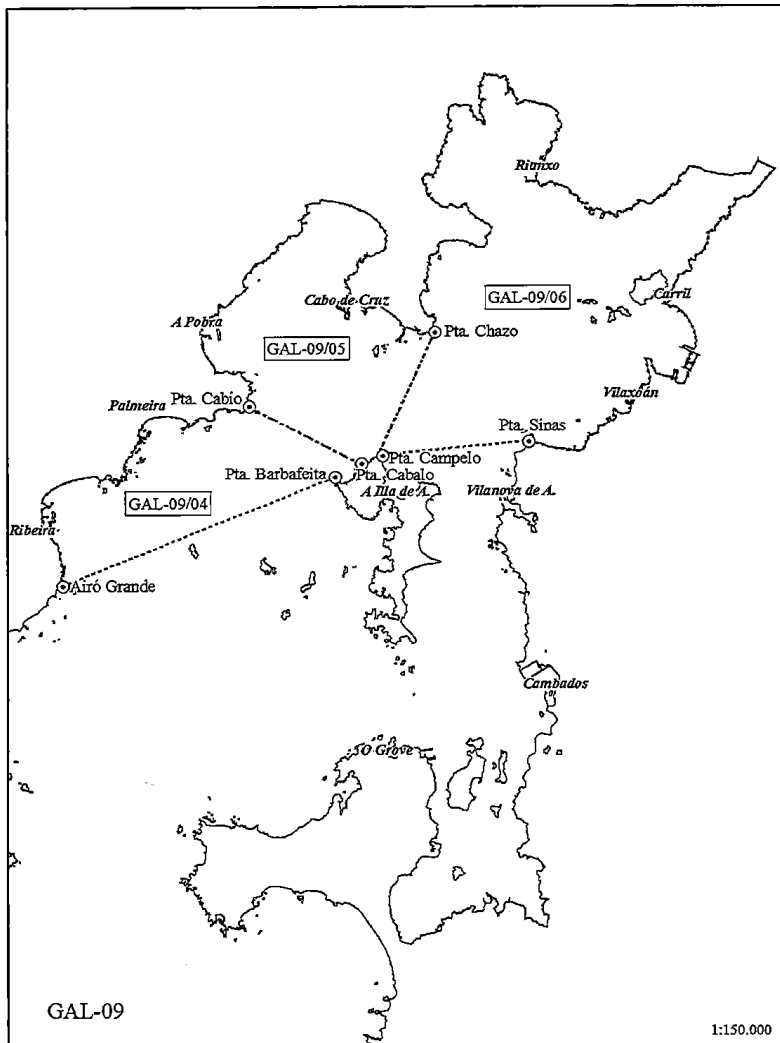 Rianxo
Cabo de Cruz
GAL-09/06
Carril
A Pobra
Pta. Chazo
GAL-09/05
Vilaxoán
Palmeira
Pta. Cabío
Pta. Sinas
Pta. Campelo
Pta. Barbafeita
Pta. Cabalo
A Illa de A.
Vilanova de A.
GAL-09/04
Ribeira
Airó Grande
Cambados
O Grove
GAL-09
1:150.000